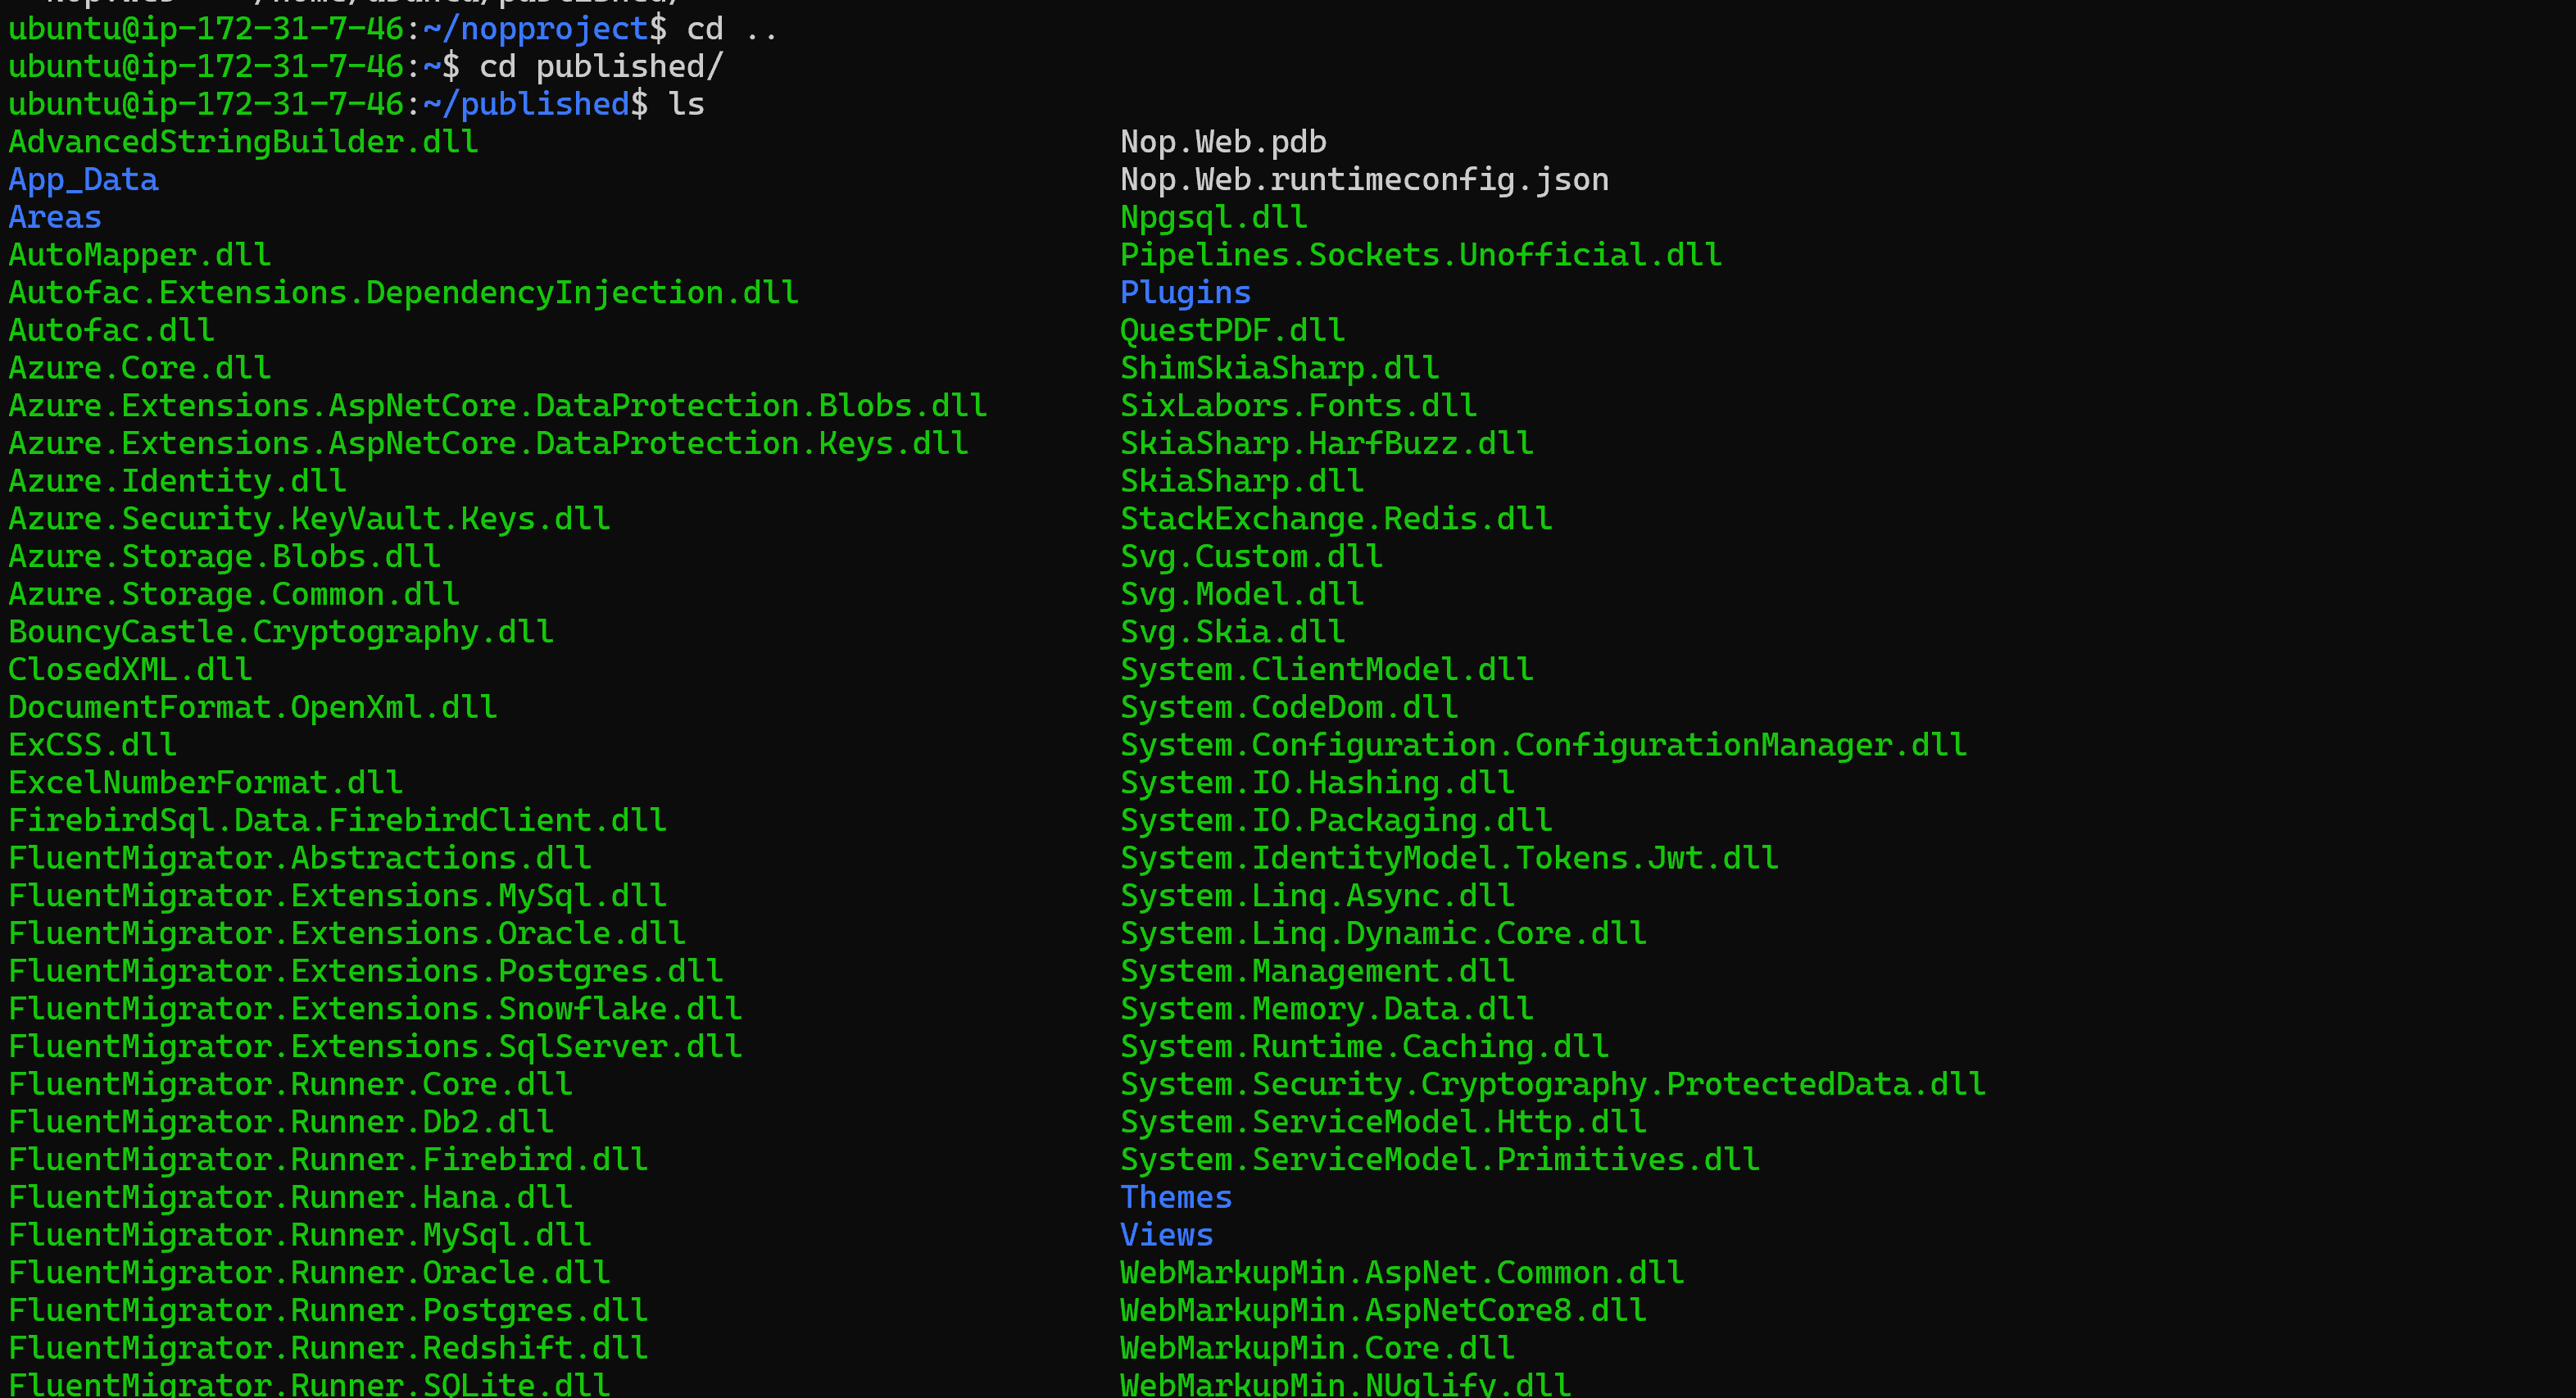 Nop.Web -> /home/ubuntu/published/
ubuntu@ip-172-31-7-46:~/nopproject$ cd ..
ubuntu@ip-172-31-7-46:~$ cd published/
ubuntu@ip-172-31-7-46:~/published$ ls
AdvancedStringBuilder.dll Nop.Web.pdb
App_Data Nop.Web.runtimeconfig.json
Areas Npgsql.dll
AutoMapper.dll Pipelines.Sockets.Unofficial.dll
Autofac.Extensions.DependencyInjection.dll Plugins
Autofac.dll QuestPDF.dll
Azure.Core.dll ShimSkiaSharp.dll
Azure.Extensions.AspNetCore.DataProtection.Blobs.dll SixLabors.Fonts.dll
Azure.Extensions.AspNetCore.DataProtection.Keys.dll SkiaSharp.HarfBuzz.dll
Azure.Identity.dll SkiaSharp.dll
Azure.Security.KeyVault.Keys.dll StackExchange.Redis.dll
Azure.Storage.Blobs.dll Svg.Custom.dll
Azure.Storage.Common.dll Svg.Model.dll
BouncyCastle.Cryptography.dll Svg.Skia.dll
ClosedXML.dll System.ClientModel.dll
DocumentFormat.OpenXml.dll System.CodeDom.dll
ExCSS.dll System.Configuration.ConfigurationManager.dll
ExcelNumberFormat.dll System.IO.Hashing.dll
FirebirdSql.Data.FirebirdClient.dll System.IO.Packaging.dll
FluentMigrator.Abstractions.dll System.IdentityModel.Tokens.Jwt.dll
FluentMigrator.Extensions.MySql.dll System.Linq.Async.dll
FluentMigrator.Extensions.Oracle.dll System.Linq.Dynamic.Core.dll
FluentMigrator.Extensions.Postgres.dll System.Management.dll
FluentMigrator.Extensions.Snowflake.dll System.Memory.Data.dll
FluentMigrator.Extensions.SqlServer.dll System.Runtime.Caching.dll
FluentMigrator.Runner.Core.dll System.Security.Cryptography.ProtectedData.dll
FluentMigrator.Runner.Db2.dll System.ServiceModel.Http.dll
FluentMigrator.Runner.Firebird.dll System.ServiceModel.Primitives.dll
FluentMigrator.Runner.Hana.dll Themes
FluentMigrator.Runner.MySql.dll Views
FluentMigrator.Runner.Oracle.dll WebMarkupMin.AspNet.Common.dll
FluentMigrator.Runner.Postgres.dll WebMarkupMin.AspNetCore8.dll
FluentMigrator.Runner.Redshift.dll WebMarkupMin.Core.dll
FluentMigrator.Runner.SQLite.dll WebMarkupMin.NUglify.dll